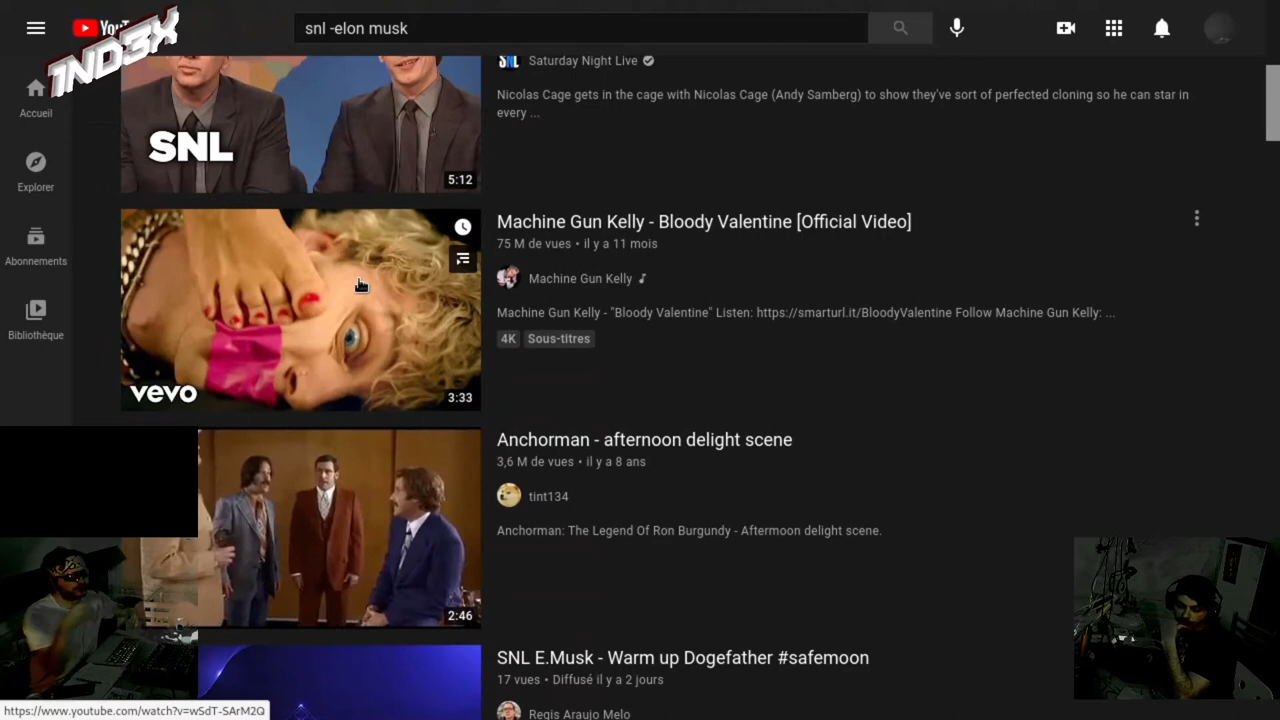 YouTube
1ND3X
snl -elon musk
Accueil
Explorer
Abonnements
Bibliothèque
SNL
5:12
SNL
Saturday Night Live
Nicolas Cage gets in the cage with Nicolas Cage (Andy Samberg) to show they've sort of perfected cloning so he can star in
every ...
vevo
3:33
Machine Gun Kelly - Bloody Valentine [Official Video]
75 M de vues • il y a 11 mois
Machine Gun Kelly
Machine Gun Kelly - "Bloody Valentine" Listen: https://smarturl.it/BloodyValentine Follow Machine Gun Kelly: ...
4K Sous-titres
2:46
Anchorman - afternoon delight scene
3,6 M de vues • il y a 8 ans
tint134
Anchorman: The Legend Of Ron Burgundy - Afternoon delight scene.
SNL E.Musk - Warm up Dogefather #safemoon
17 vues • Diffusé il y a 2 jours
Regis Araujo Melo
https://www.youtube.com/watch?v=wSdT-SArM2Q